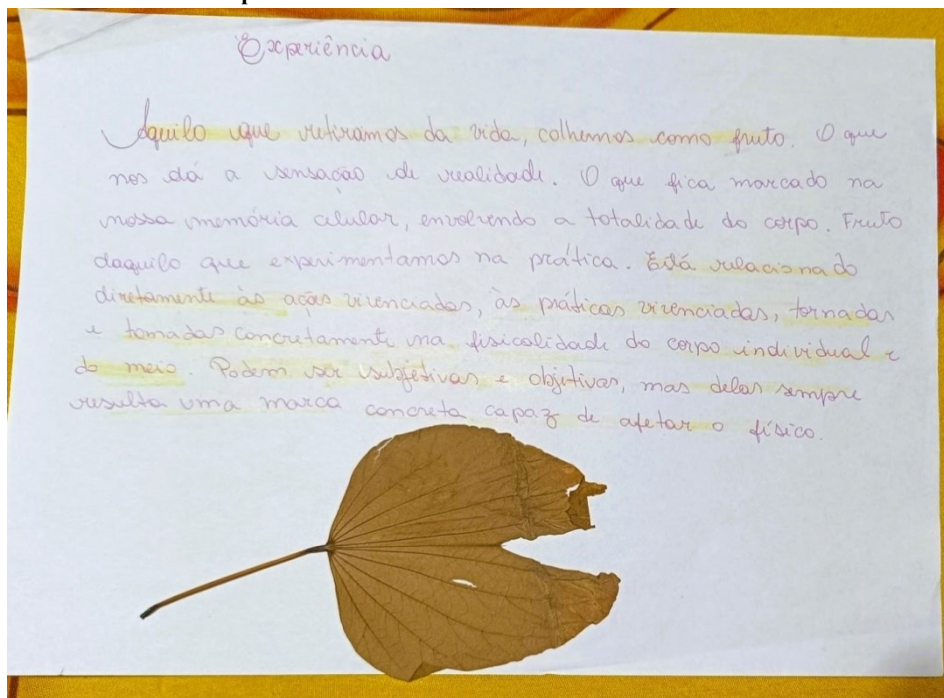 Experiência
Aquilo que retiramos da vida, colhemos como fruto. O que
nos dá a sensação de realidade. O que fica marcado na
nossa memória celular, envolvendo a totalidade do corpo. Fruto
daquilo que experimentamos na prática. Está relacionado
diretamente às ações vivenciadas, às práticas vivenciadas, tornadas
e tomadas concretamente na fisicalidade do corpo individual e
do meio. Podem ser subjetivas e objetivas, mas delas sempre
resulta uma marca concreta capaz de afetar o físico.